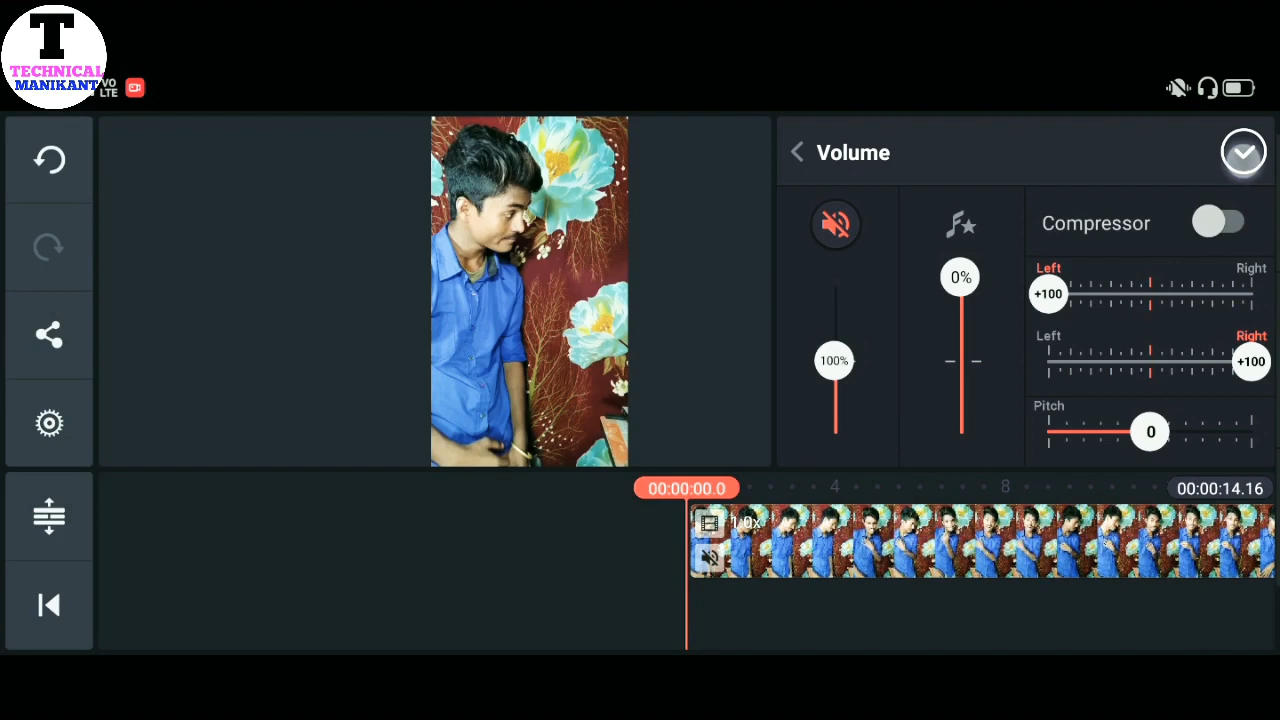 T
TECHNICAL
MANIKANT
VO
LTE
Volume
Compressor
Left Right
+100
Left Right
+100
Pitch
0
100%
0%
00:00:00.0
4
8
00:00:14.16
1.0x